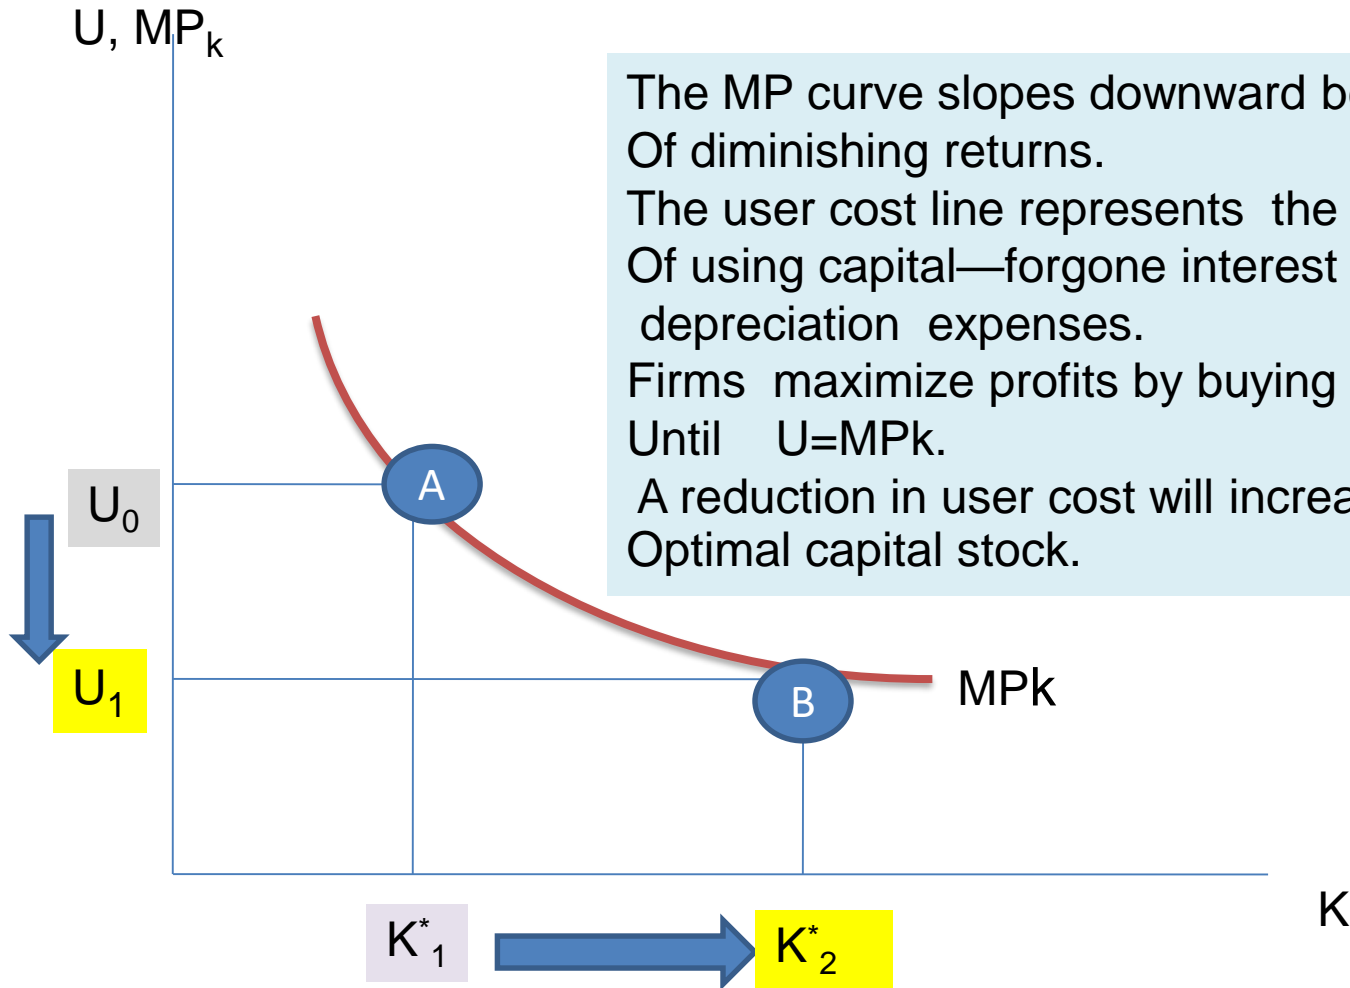 U, MPk
The MP curve slopes downward b
Of diminishing returns.
The user cost line represents the
Of using capital—forgone interest
depreciation expenses.
Firms maximize profits by buying
Until U=MPk.
A reduction in user cost will increa
Optimal capital stock.
A
U0
U1
B
MPk
K
K*1
K*2